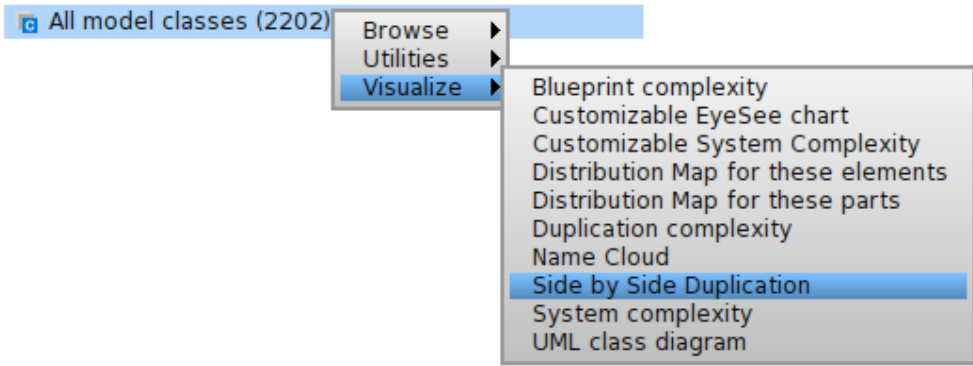 All model classes (2202)
Browse
Utilities
Visualize
Blueprint complexity
Customizable EyeSee chart
Customizable System Complexity
Distribution Map for these elements
Distribution Map for these parts
Duplication complexity
Name Cloud
Side by Side Duplication
System complexity
UML class diagram